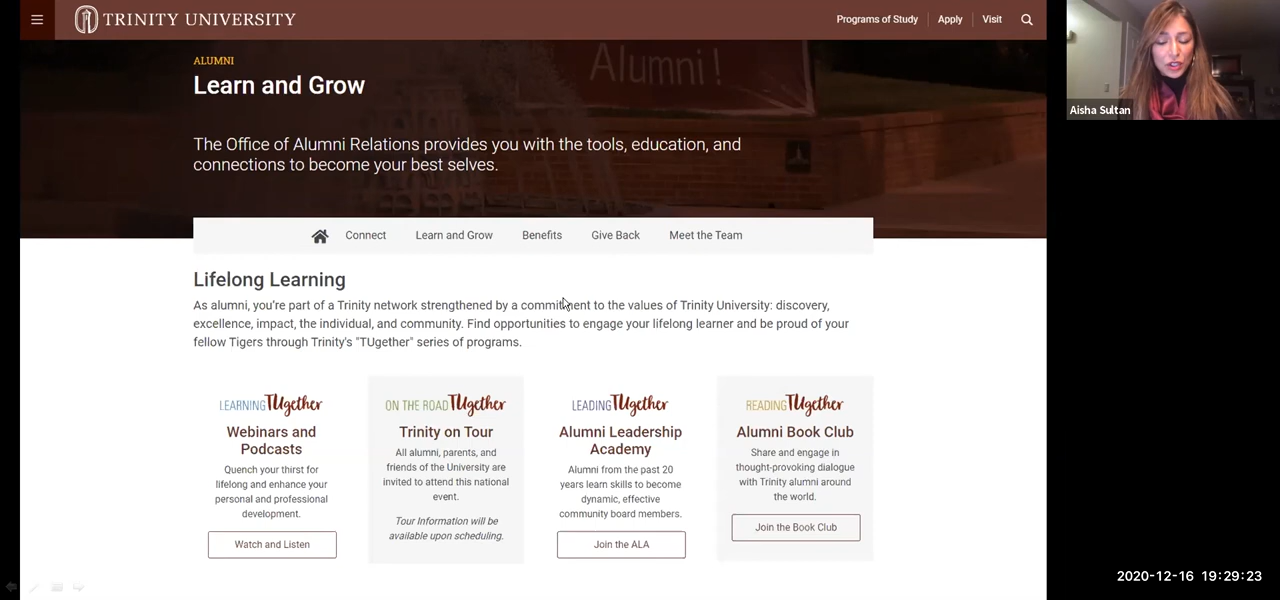 TRINITY UNIVERSITY
Programs of Study
Apply
Visit
Alumni!
ALUMNI
Learn and Grow
The Office of Alumni Relations provides you with the tools, education, and
connections to become your best selves.
Aisha Sultan
Connect
Learn and Grow
Benefits
Give Back
Meet the Team
Lifelong Learning
As alumni, you're part of a Trinity network strengthened by a commitment to the values of Trinity University: discovery,
excellence, impact, the individual, and community. Find opportunities to engage your lifelong learner and be proud of your
fellow Tigers through Trinity's "TUgether" series of programs.
LEARNING TUgether
Webinars and
Podcasts
Quench your thirst for
lifelong and enhance your
personal and professional
development.
Watch and Listen
ON THE ROAD TUgether
Trinity on Tour
All alumni, parents, and
friends of the University are
invited to attend this national
event.
Tour Information will be
available upon scheduling.
LEADING TUgether
Alumni Leadership
Academy
Alumni from the past 20
years learn skills to become
dynamic, effective
community board members.
Join the ALA
READING TUgether
Alumni Book Club
Share and engage in
thought-provoking dialogue
with Trinity alumni around
the world.
Join the Book Club
2020-12-16 19:29:23